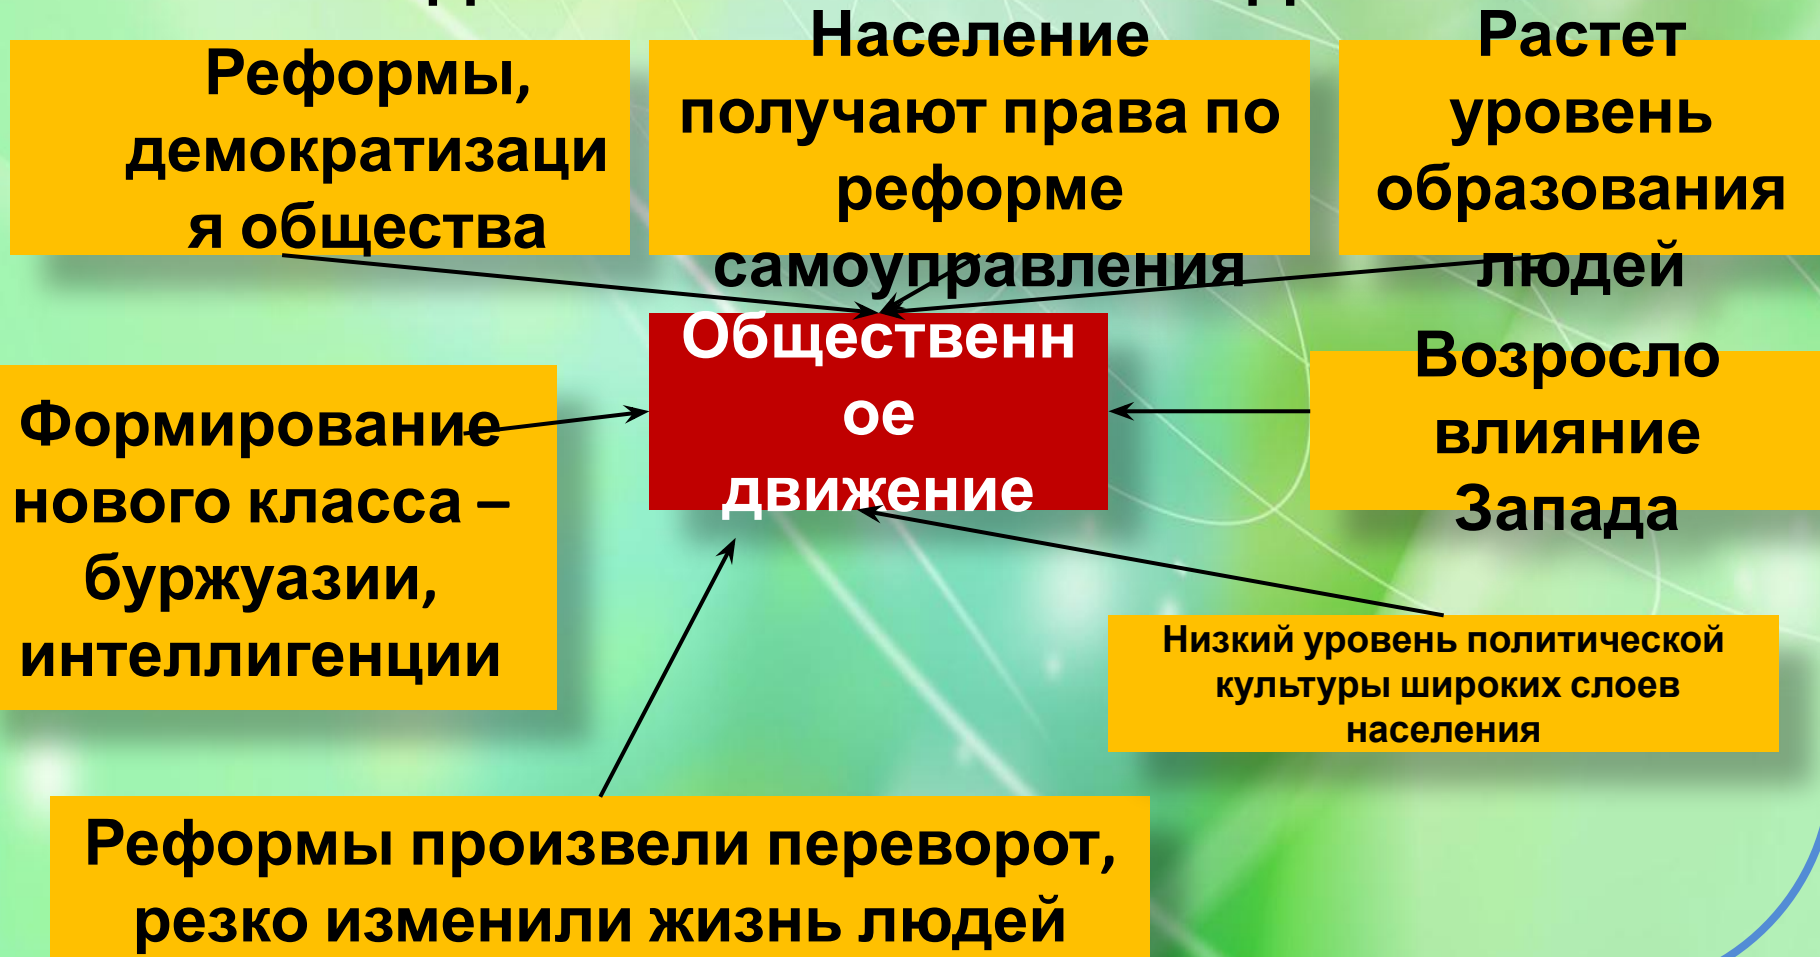 Реформы,
демократизаци
я общества
Население
получают права по
реформе
самоуправления
Растет
уровень
образования
людей
Общественн
ое
движение
Формирование
нового класса –
буржуазии,
интеллигенции
Возросло
влияние
Запада
Низкий уровень политической
культуры широких слоев
населения
Реформы произвели переворот,
резко изменили жизнь людей